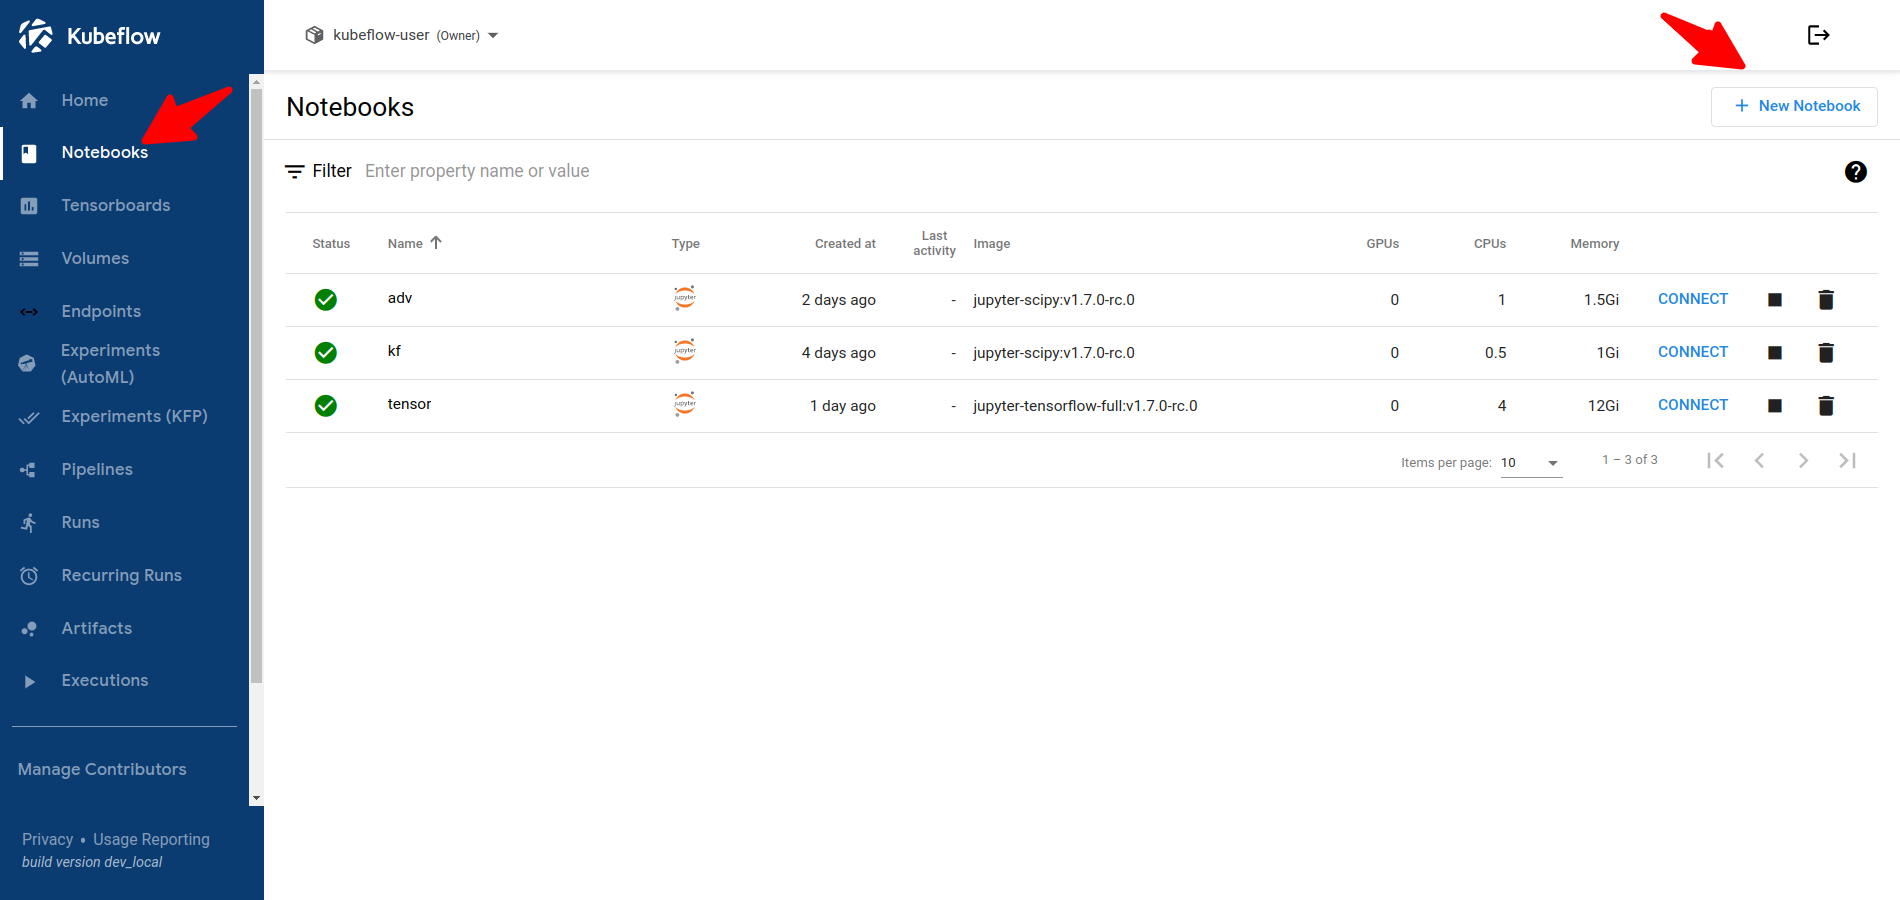 Kubeflow
kubeflow-user (Owner)
Home
Notebooks
Tensorboards
Volumes
Endpoints
Experiments
(AutoML)
Experiments (KFP)
Pipelines
Runs
Recurring Runs
Artifacts
Executions
Manage Contributors
Privacy • Usage Reporting
build version dev_local
Notebooks
+ New Notebook
Filter Enter property name or value
Status Name Type Created at Last activity Image GPUs CPUs Memory
adv jupyter 2 days ago - jupyter-scipy:v1.7.0-rc.0 0 1 1.5Gi CONNECT
kf jupyter 4 days ago - jupyter-scipy:v1.7.0-rc.0 0 0.5 1Gi CONNECT
tensor jupyter 1 day ago - jupyter-tensorflow-full:v1.7.0-rc.0 0 4 12Gi CONNECT
Items per page: 10 1 – 3 of 3